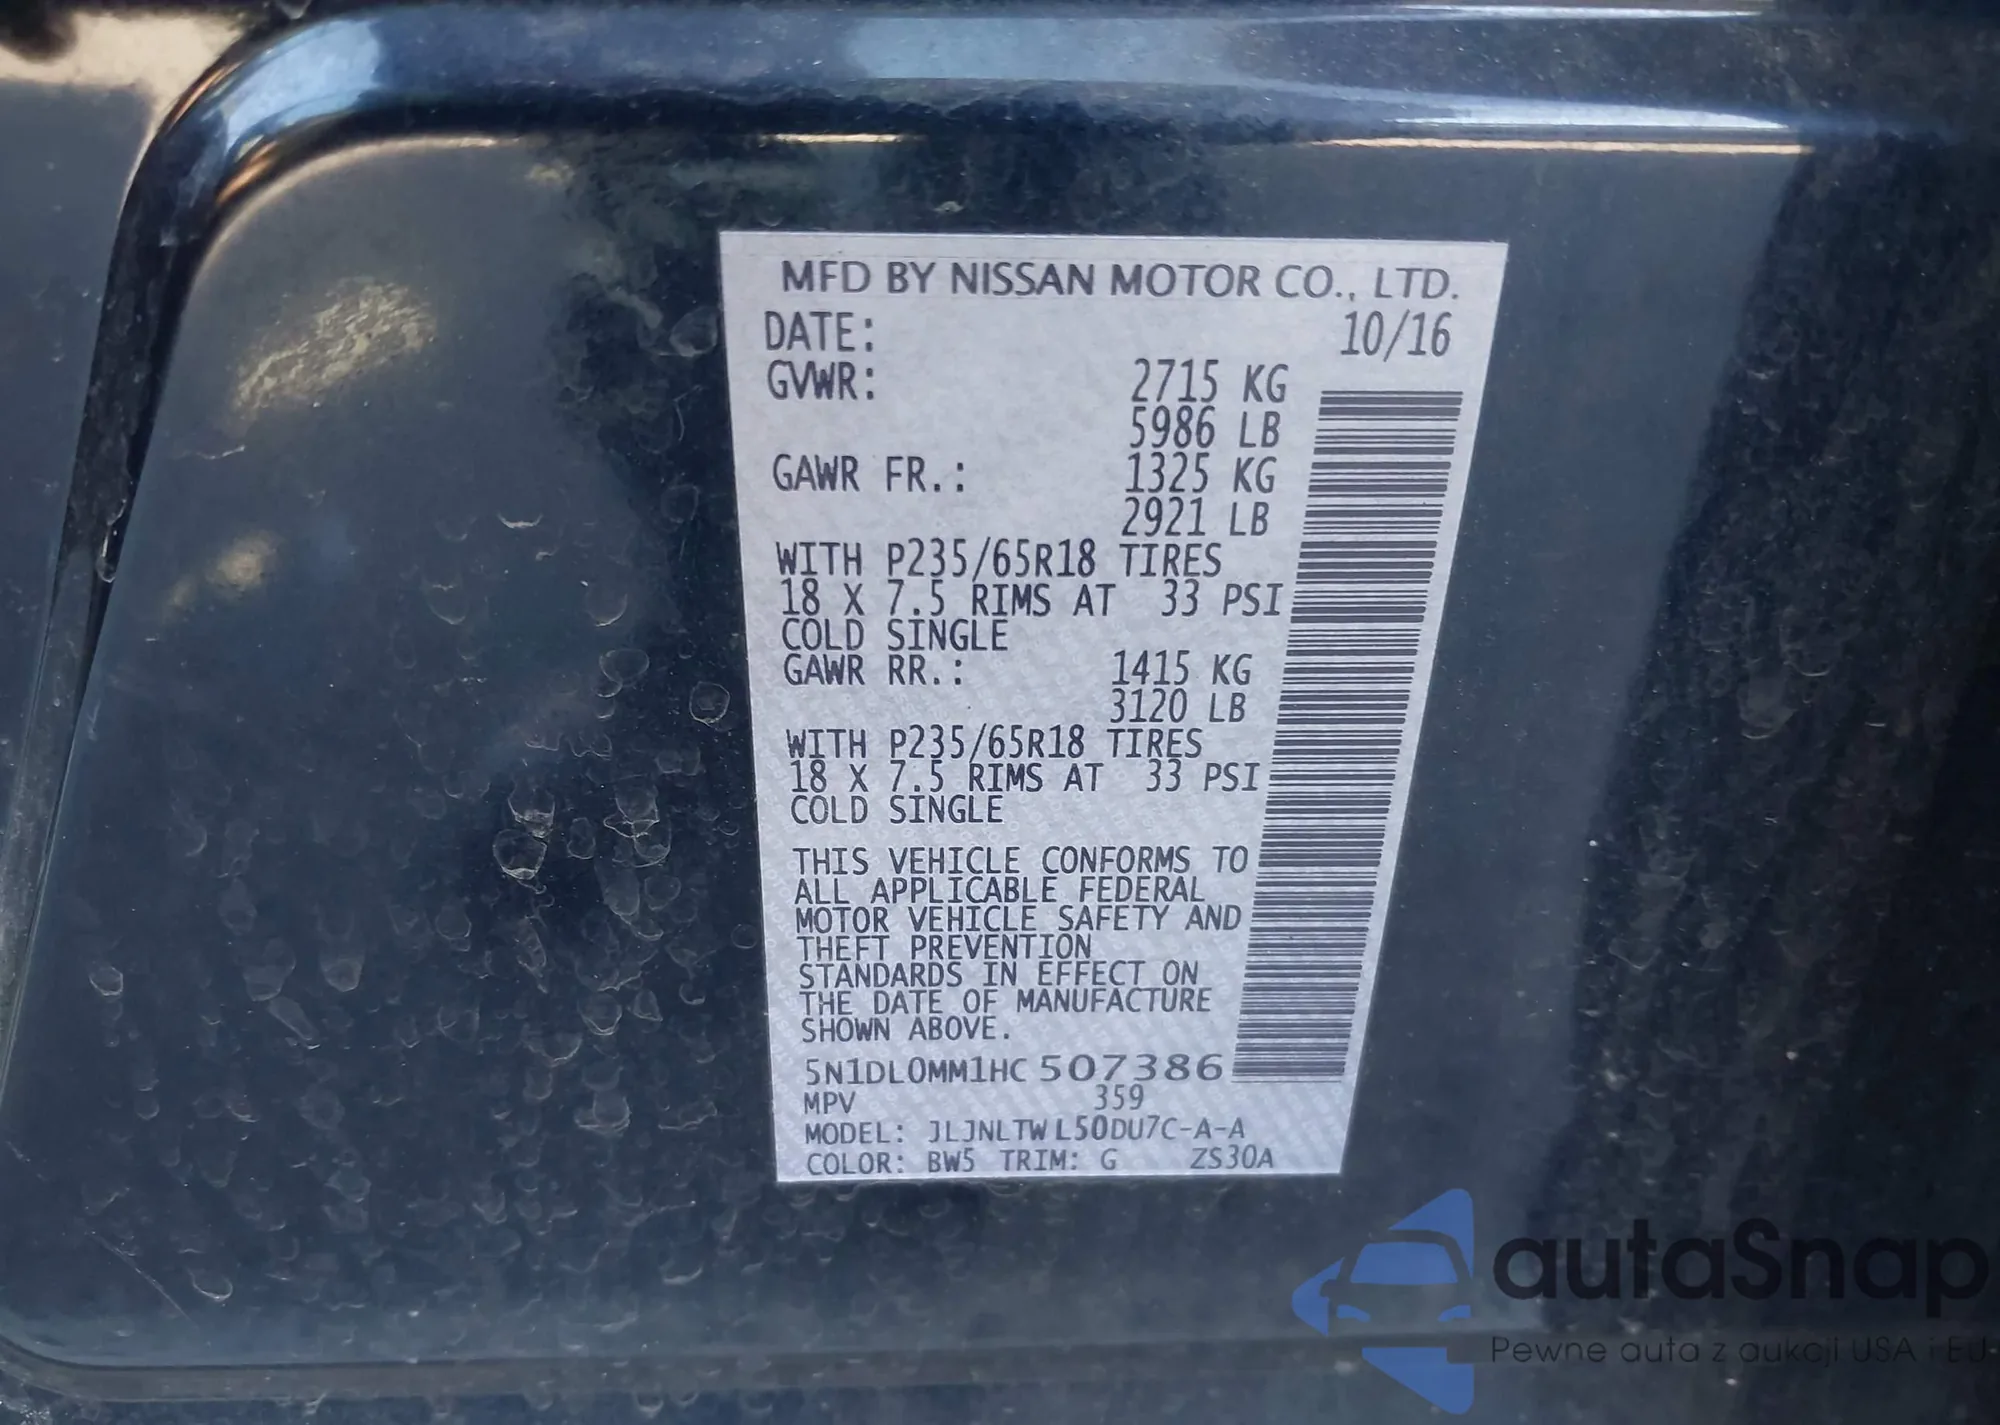 MFD BY NISSAN MOTOR CO., LTD.
DATE: 10/16
GVWR: 2715 KG
5986 LB
GAWR FR.: 1325 KG
2921 LB
WITH P235/65R18 TIRES
18 X 7.5 RIMS AT 33 PSI
COLD SINGLE
GAWR RR.: 1415 KG
3120 LB
WITH P235/65R18 TIRES
18 X 7.5 RIMS AT 33 PSI
COLD SINGLE
THIS VEHICLE CONFORMS TO
ALL APPLICABLE FEDERAL
MOTOR VEHICLE SAFETY AND
THEFT PREVENTION
STANDARDS IN EFFECT ON
THE DATE OF MANUFACTURE
SHOWN ABOVE.
5N1DL0MM1HC507386
MPV 359
MODEL: JLJNLTWL50DU7C-A-A
COLOR: BW5 TRIM: G ZS30A
autaSnap
Pewne auta z aukcji USA i EU